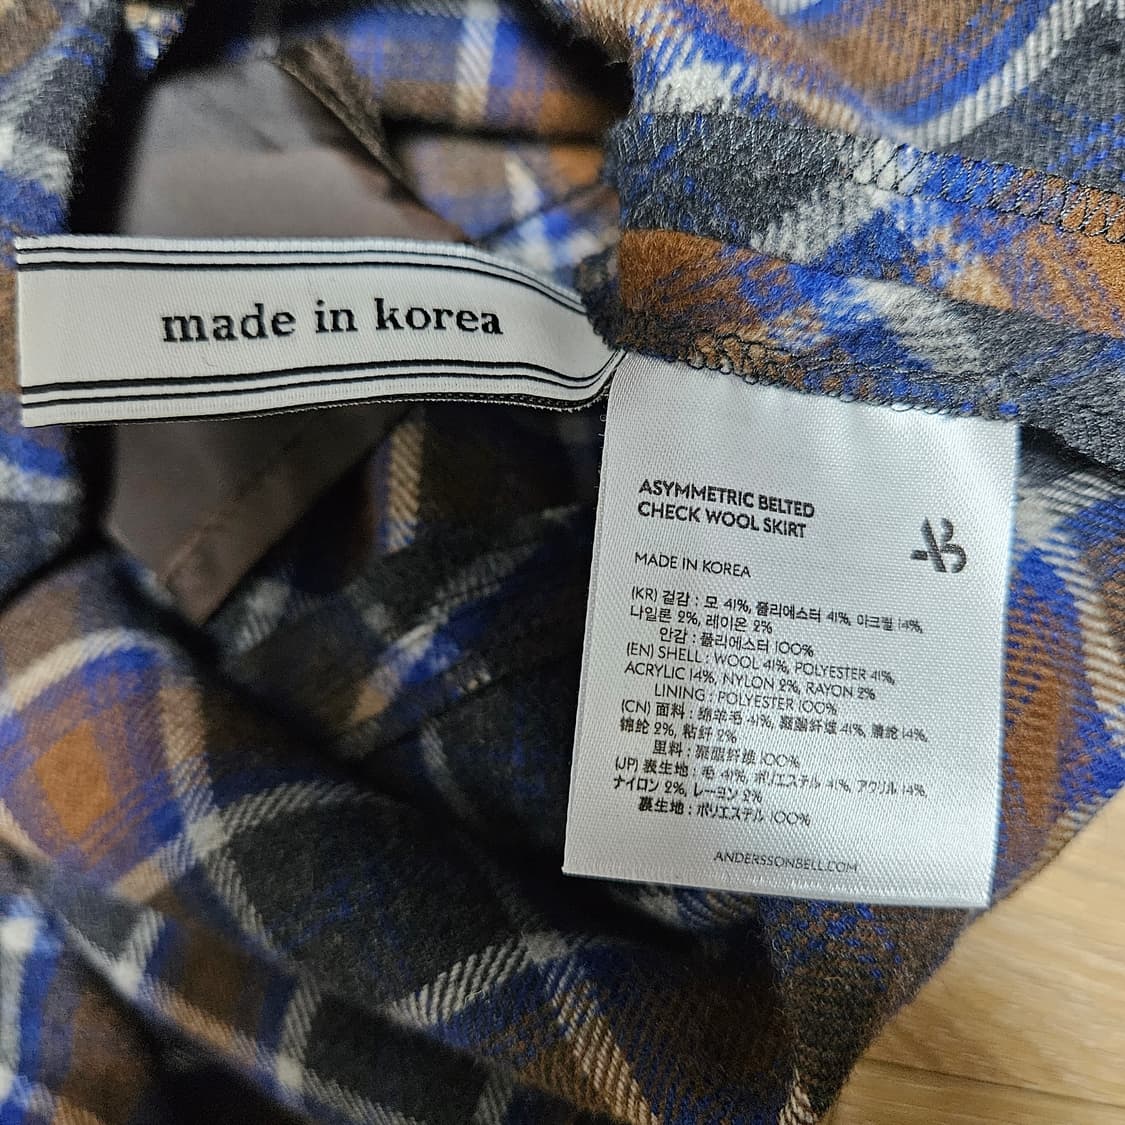 made in korea
ASYMMETRIC BELTED
CHECK WOOL SKIRT
MADE IN KOREA
(KR) 겉감 : 모 41%, 폴리에스터 41%, 아크릴 14%,
나일론 2%, 레이온 2%
안감 : 폴리에스터 100%
(EN) SHELL : WOOL 41%, POLYESTER 41%,
ACRYLIC 14%, NYLON 2%, RAYON 2%
LINING : POLYESTER 100%
(CN) 面料 : 绵羊毛 41%, 聚酯纤维 41%, 腈纶 14%,
锦纶 2%, 粘纤 2%
里料 : 聚酯纤维 100%
(JP) 表生地 : 毛 41%, ポリエステル 41%, アクリル 14%,
ナイロン 2%, レーヨン 2%
裏生地 : ポリエステル 100%
ANDERSSONBELL.COM